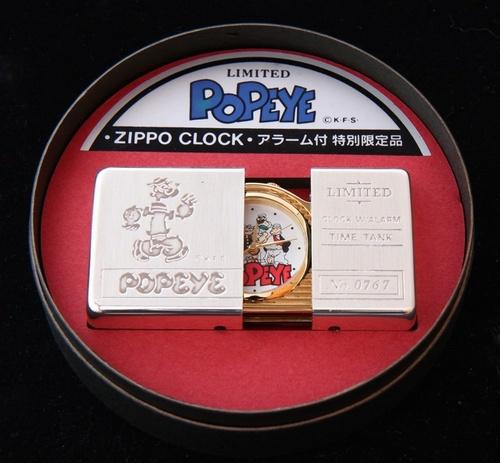 LIMITED
POPEYE
© K・F・S・
・ZIPPO CLOCK・アラーム付 特別限定品
K.F.S
POPEYE
POPEYE
LIMITED
CLOCK W/ALARM
TIME TANK
No 0767